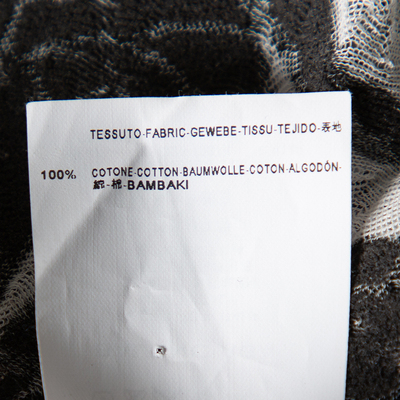 TESSUTO-FABRIC-GEWEBE-TISSU-TEJIDO-表地
100% COTONE-COTTON-BAUMWOLLE-COTON-ALGODÓN-
綿-棉-BAMBAKI